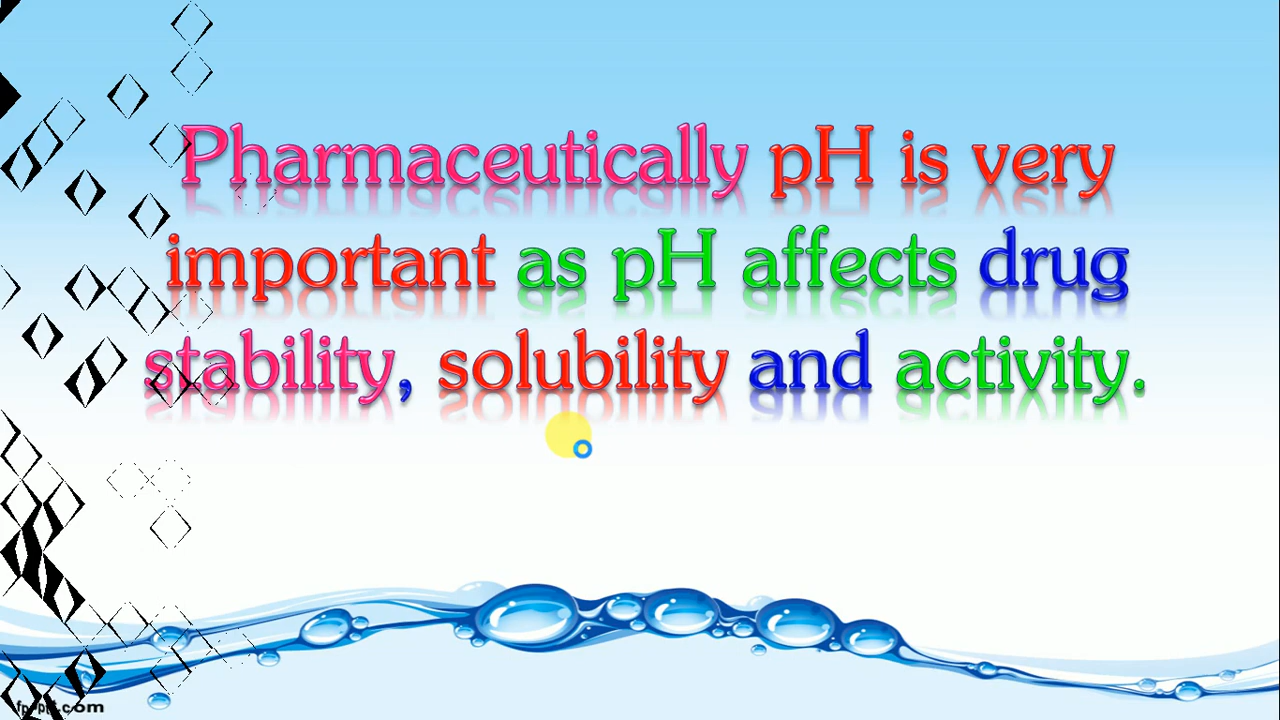 Pharmaceutically pH is very
important as pH affects drug
stability, solubility and activity.